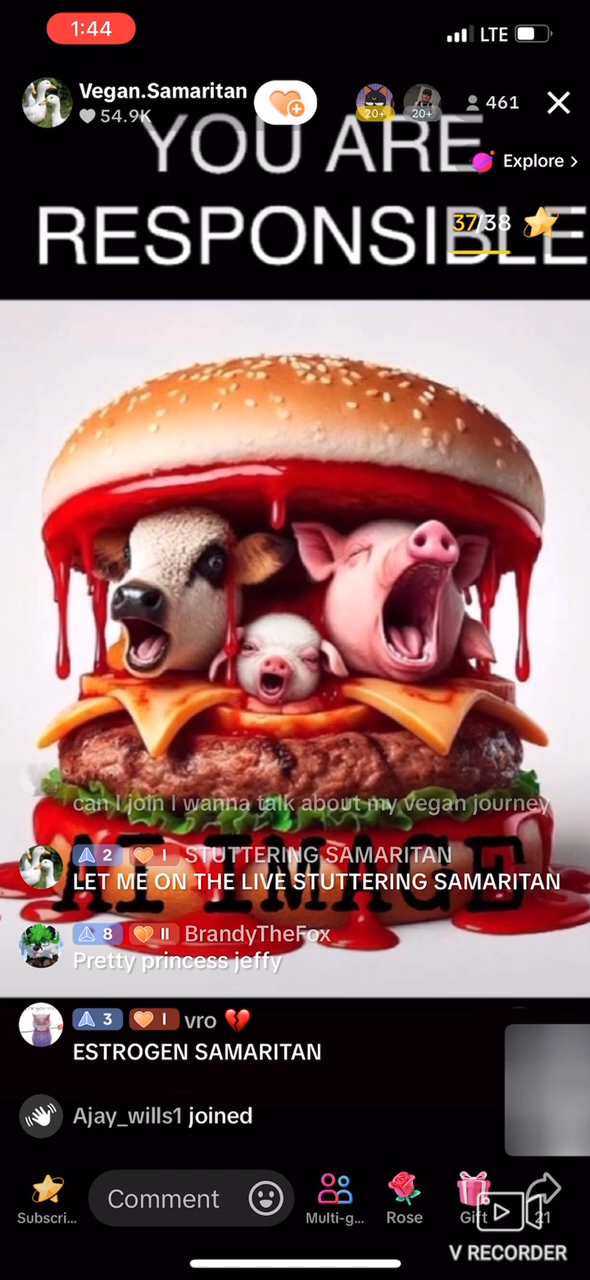 1:44
LTE
Vegan.Samaritan
54.9K
20+
20+
461
YOU ARE
Explore >
RESPONSIBLE
37/38
can I join I wanna talk about my vegan journey
2 I STUTTERING SAMARITAN
LET ME ON THE LIVE STUTTERING SAMARITAN
AI IMAGE
8 II BrandyTheFox
Pretty princess jeffy
3 I vro 💔
ESTROGEN SAMARITAN
Ajay_wills1 joined
Comment
Subscri...
Multi-g...
Rose
Gift
21
V RECORDER